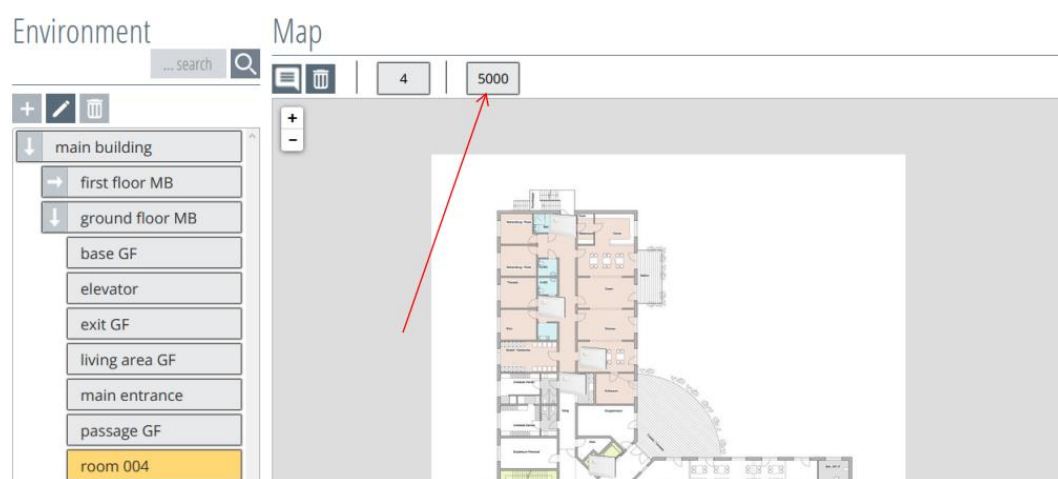 Environment
... search
main building
first floor MB
ground floor MB
base GF
elevator
exit GF
living area GF
main entrance
passage GF
room 004
Map
4
5000
+
-